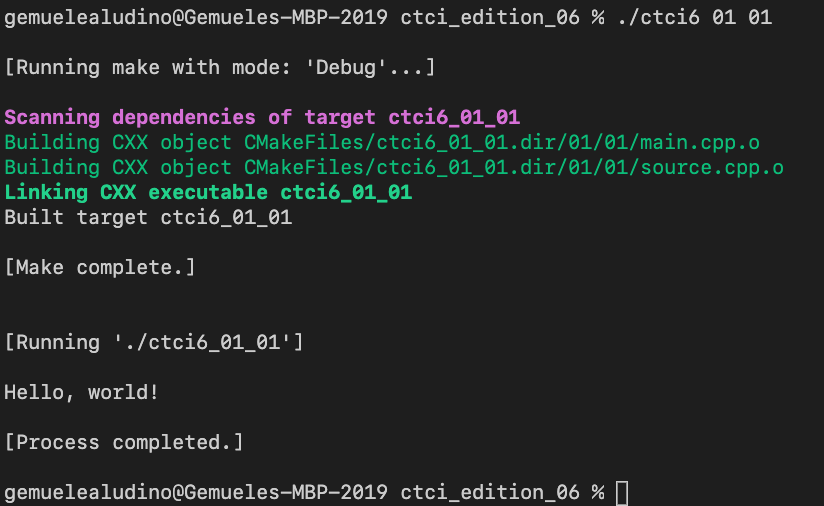 gemuelealudino@Gemueles-MBP-2019 ctci_edition_06 % ./ctci6 01 01
[Running make with mode: 'Debug'...]
Scanning dependencies of target ctci6_01_01
Building CXX object CMakeFiles/ctci6_01_01.dir/01/01/main.cpp.o
Building CXX object CMakeFiles/ctci6_01_01.dir/01/01/source.cpp.o
Linking CXX executable ctci6_01_01
Built target ctci6_01_01
[Make complete.]
[Running './ctci6_01_01']
Hello, world!
[Process completed.]
gemuelealudino@Gemueles-MBP-2019 ctci_edition_06 %